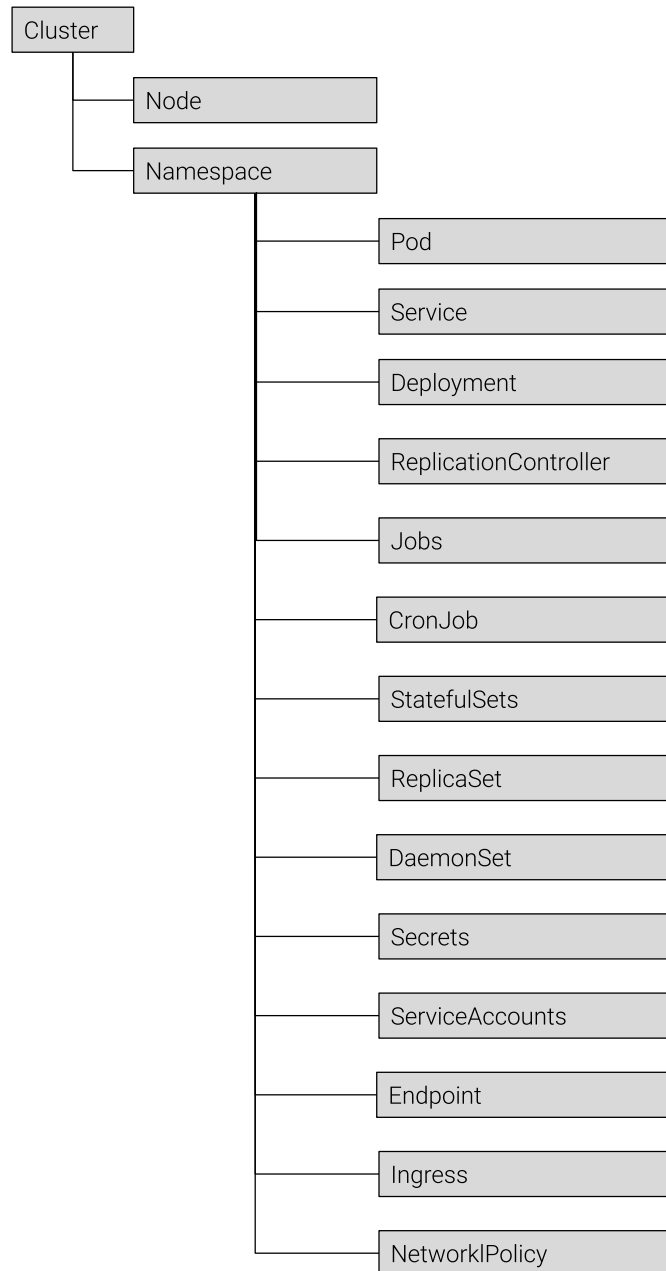 Cluster
Node
Namespace
Pod
Service
Deployment
ReplicationController
Jobs
CronJob
StatefulSets
ReplicaSet
DaemonSet
Secrets
ServiceAccounts
Endpoint
Ingress
NetworklPolicy